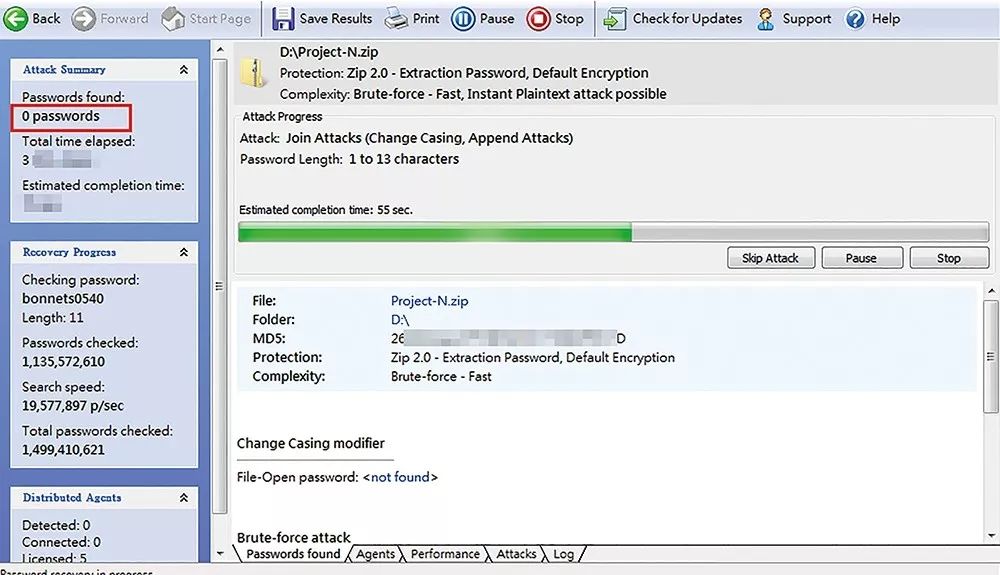 Back Forward Start Page Save Results Print Pause Stop Check for Updates Support Help
Attack Summary
Passwords found:
0 passwords
Total time elapsed:
3
Estimated completion time:
Recovery Progress
Checking password:
bonnets0540
Length: 11
Passwords checked:
1,135,572,610
Search speed:
19,577,897 p/sec
Total passwords checked:
1,499,410,621
Distributed Agents
Detected: 0
Connected: 0
Licensed: 5
D:\Project-N.zip
Protection: Zip 2.0 - Extraction Password, Default Encryption
Complexity: Brute-force - Fast, Instant Plaintext attack possible
Attack Progress
Attack: Join Attacks (Change Casing, Append Attacks)
Password Length: 1 to 13 characters
Estimated completion time: 55 sec.
Skip Attack Pause Stop
File: Project-N.zip
Folder: D:\
MD5: 26 D
Protection: Zip 2.0 - Extraction Password, Default Encryption
Complexity: Brute-force - Fast
Change Casing modifier
File-Open password: <not found>
Brute-force attack
Passwords found Agents Performance Attacks Log
Password recovery in progress